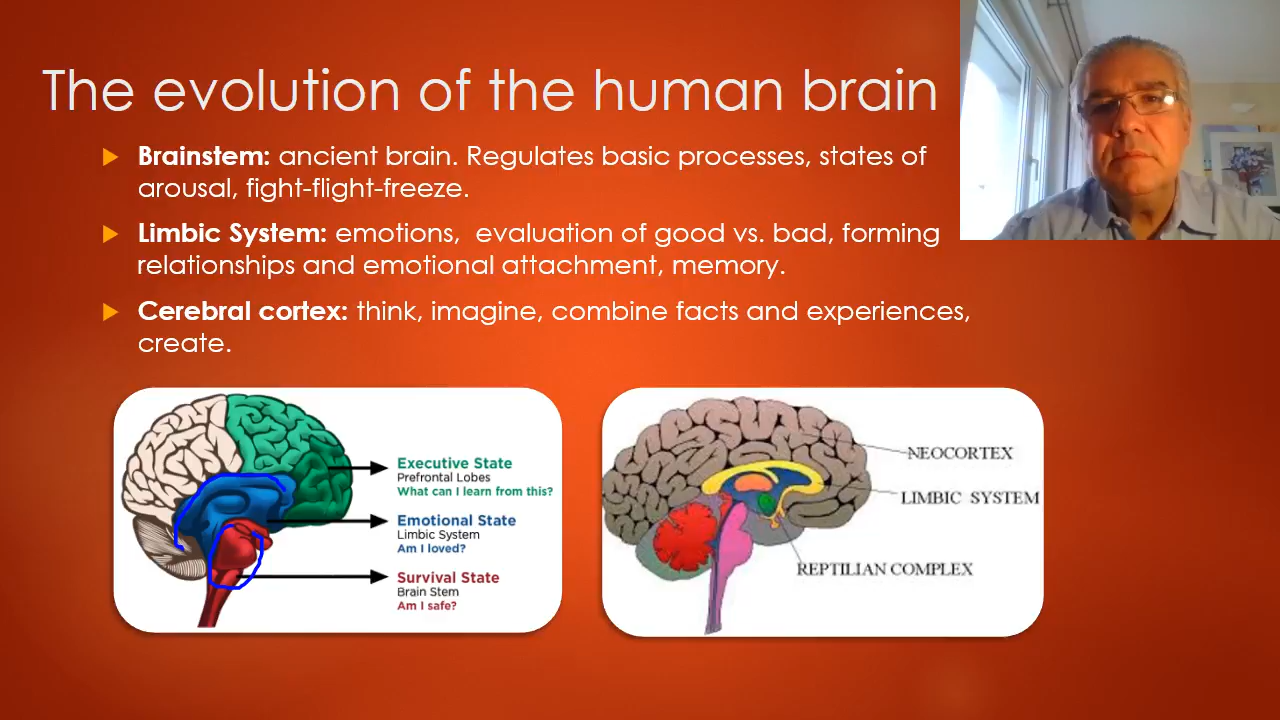 The evolution of the human brain
Brainstem: ancient brain. Regulates basic processes, states of
arousal, fight-flight-freeze.
Limbic System: emotions, evaluation of good vs. bad, forming
relationships and emotional attachment, memory.
Cerebral cortex: think, imagine, combine facts and experiences,
create.
Executive State
Prefrontal Lobes
What can I learn from this?
Emotional State
Limbic System
Am I loved?
Survival State
Brain Stem
Am I safe?
NEOCORTEX
LIMBIC SYSTEM
REPTILIAN COMPLEX